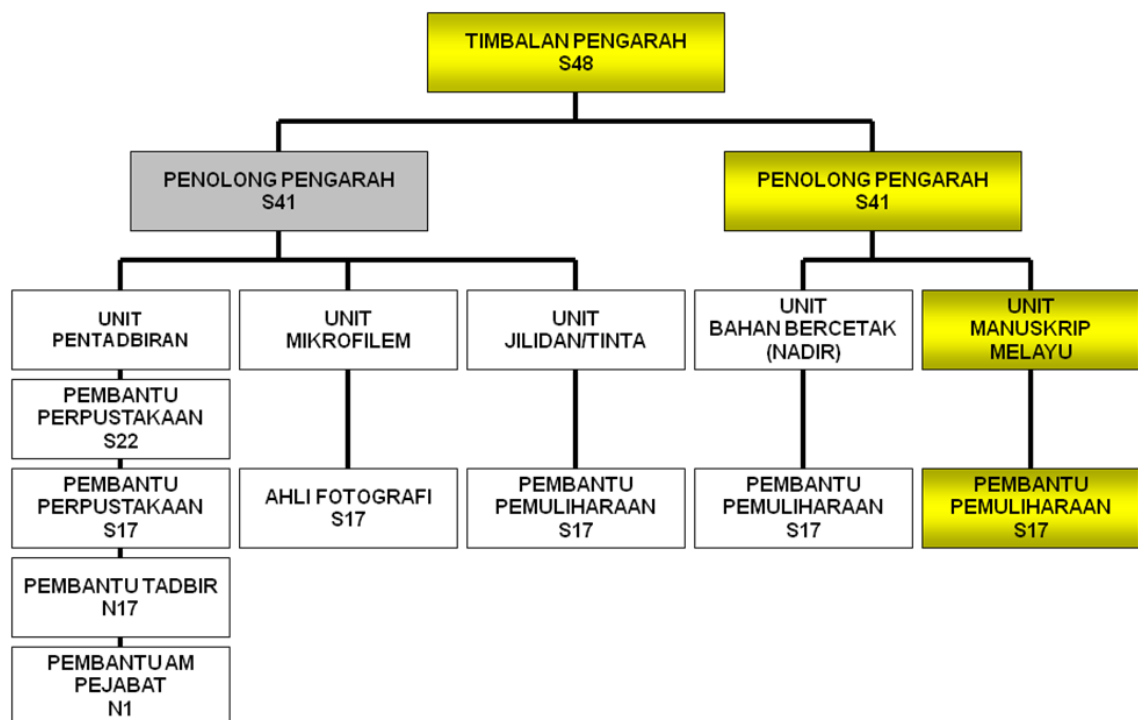 TIMBALAN PENGARAH
S48
PENOLONG PENGARAH
S41
PENOLONG PENGARAH
S41
UNIT
PENTADBIRAN
UNIT
MIKROFILEM
UNIT
JILIDAN/TINTA
UNIT
BAHAN BERCETAK
(NADIR)
UNIT
MANUSKRIP
MELAYU
PEMBANTU
PERPUSTAKAAN
S22
PEMBANTU
PERPUSTAKAAN
S17
AHLI FOTOGRAFI
S17
PEMBANTU
PEMULIHARAAN
S17
PEMBANTU
PEMULIHARAAN
S17
PEMBANTU
PEMULIHARAAN
S17
PEMBANTU TADBIR
N17
PEMBANTU AM
PEJABAT
N1